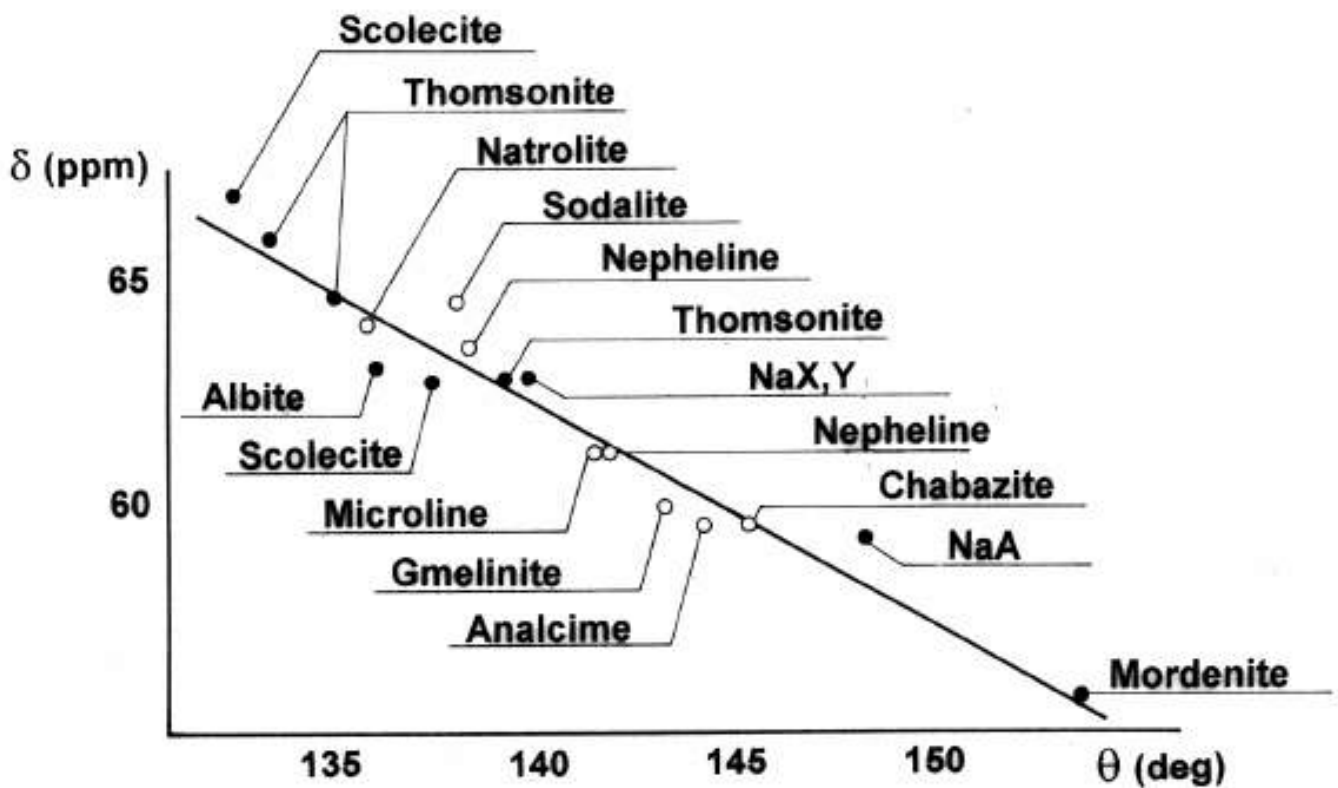 Scolecite
Thomsonite
Natrolite
δ (ppm)
Sodalite
Nepheline
65
Thomsonite
NaX,Y
Albite
Nepheline
Scolecite
Chabazite
60
Microline
NaA
Gmelinite
Analcime
Mordenite
135
140
145
150
θ (deg)